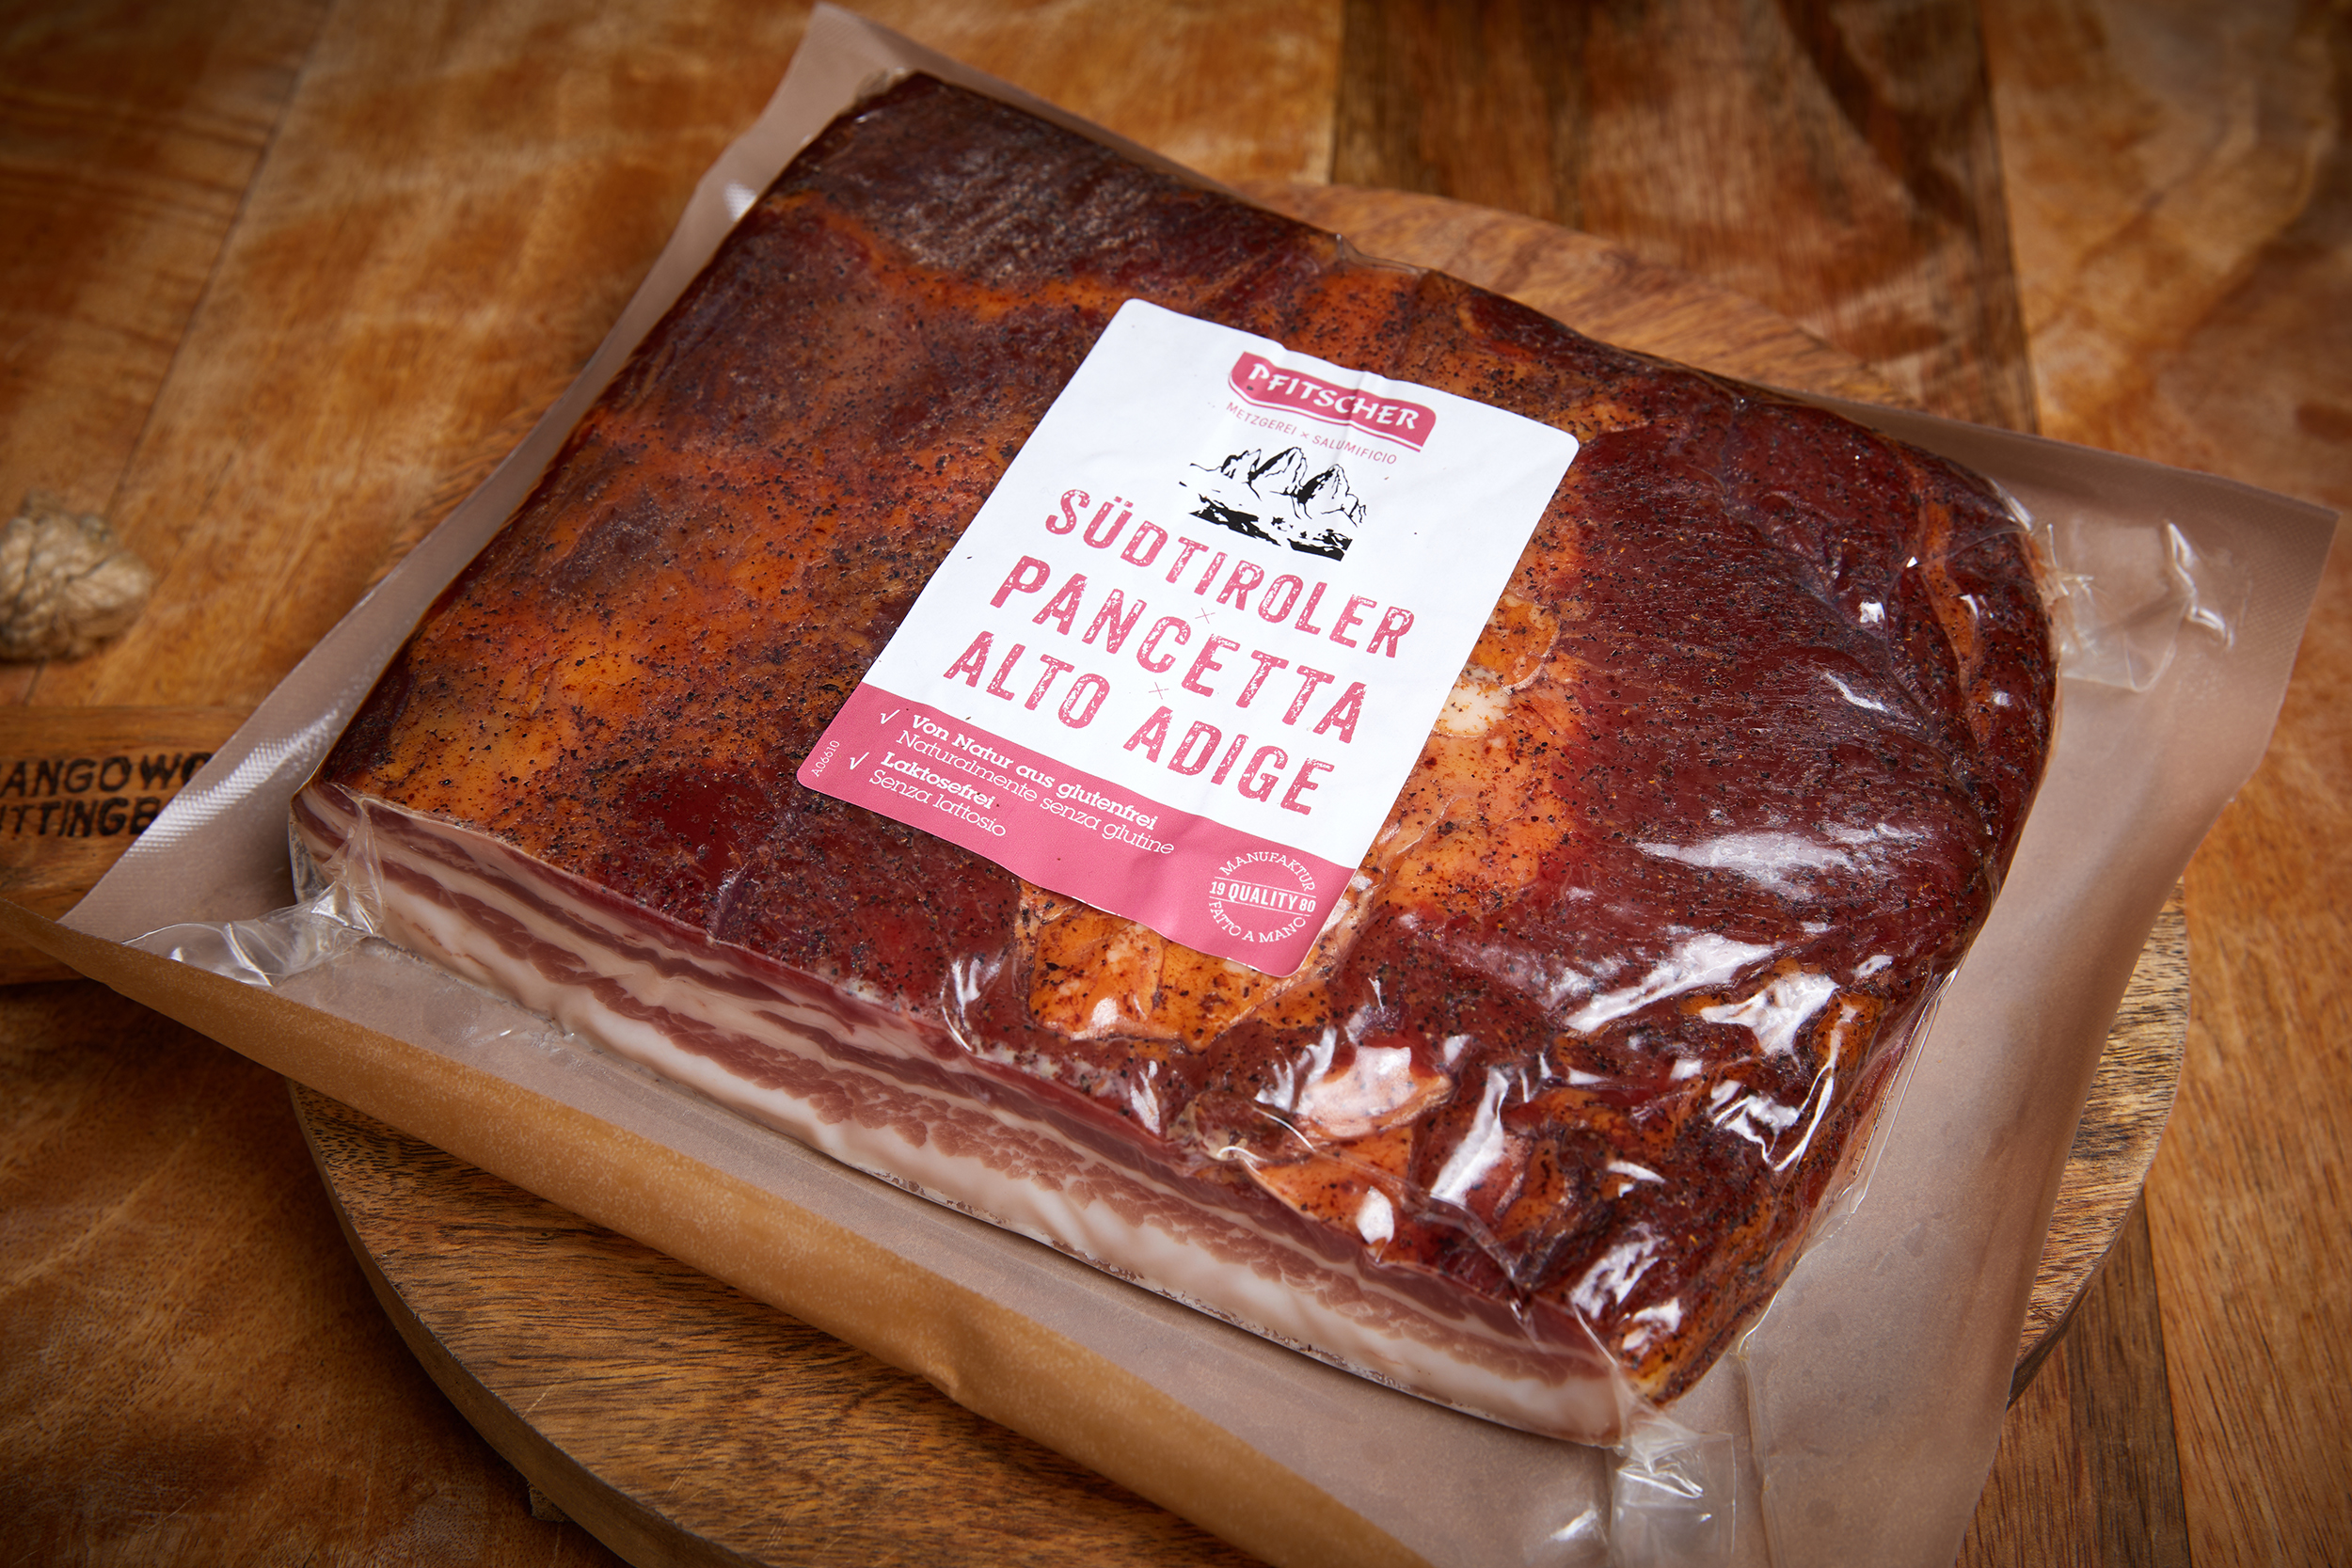 PFITSCHER
METZGEREI × SALUMIFICIO
SÜDTIROLER
×
PANCETTA
×
ALTO ADIGE
√ Von Natur aus glutenfrei
Naturalmente senza glutine
√ Laktosefrei
Senza lattosio
A06610
MANUFAKTUR
19 QUALITY 80
FATTO A MANO